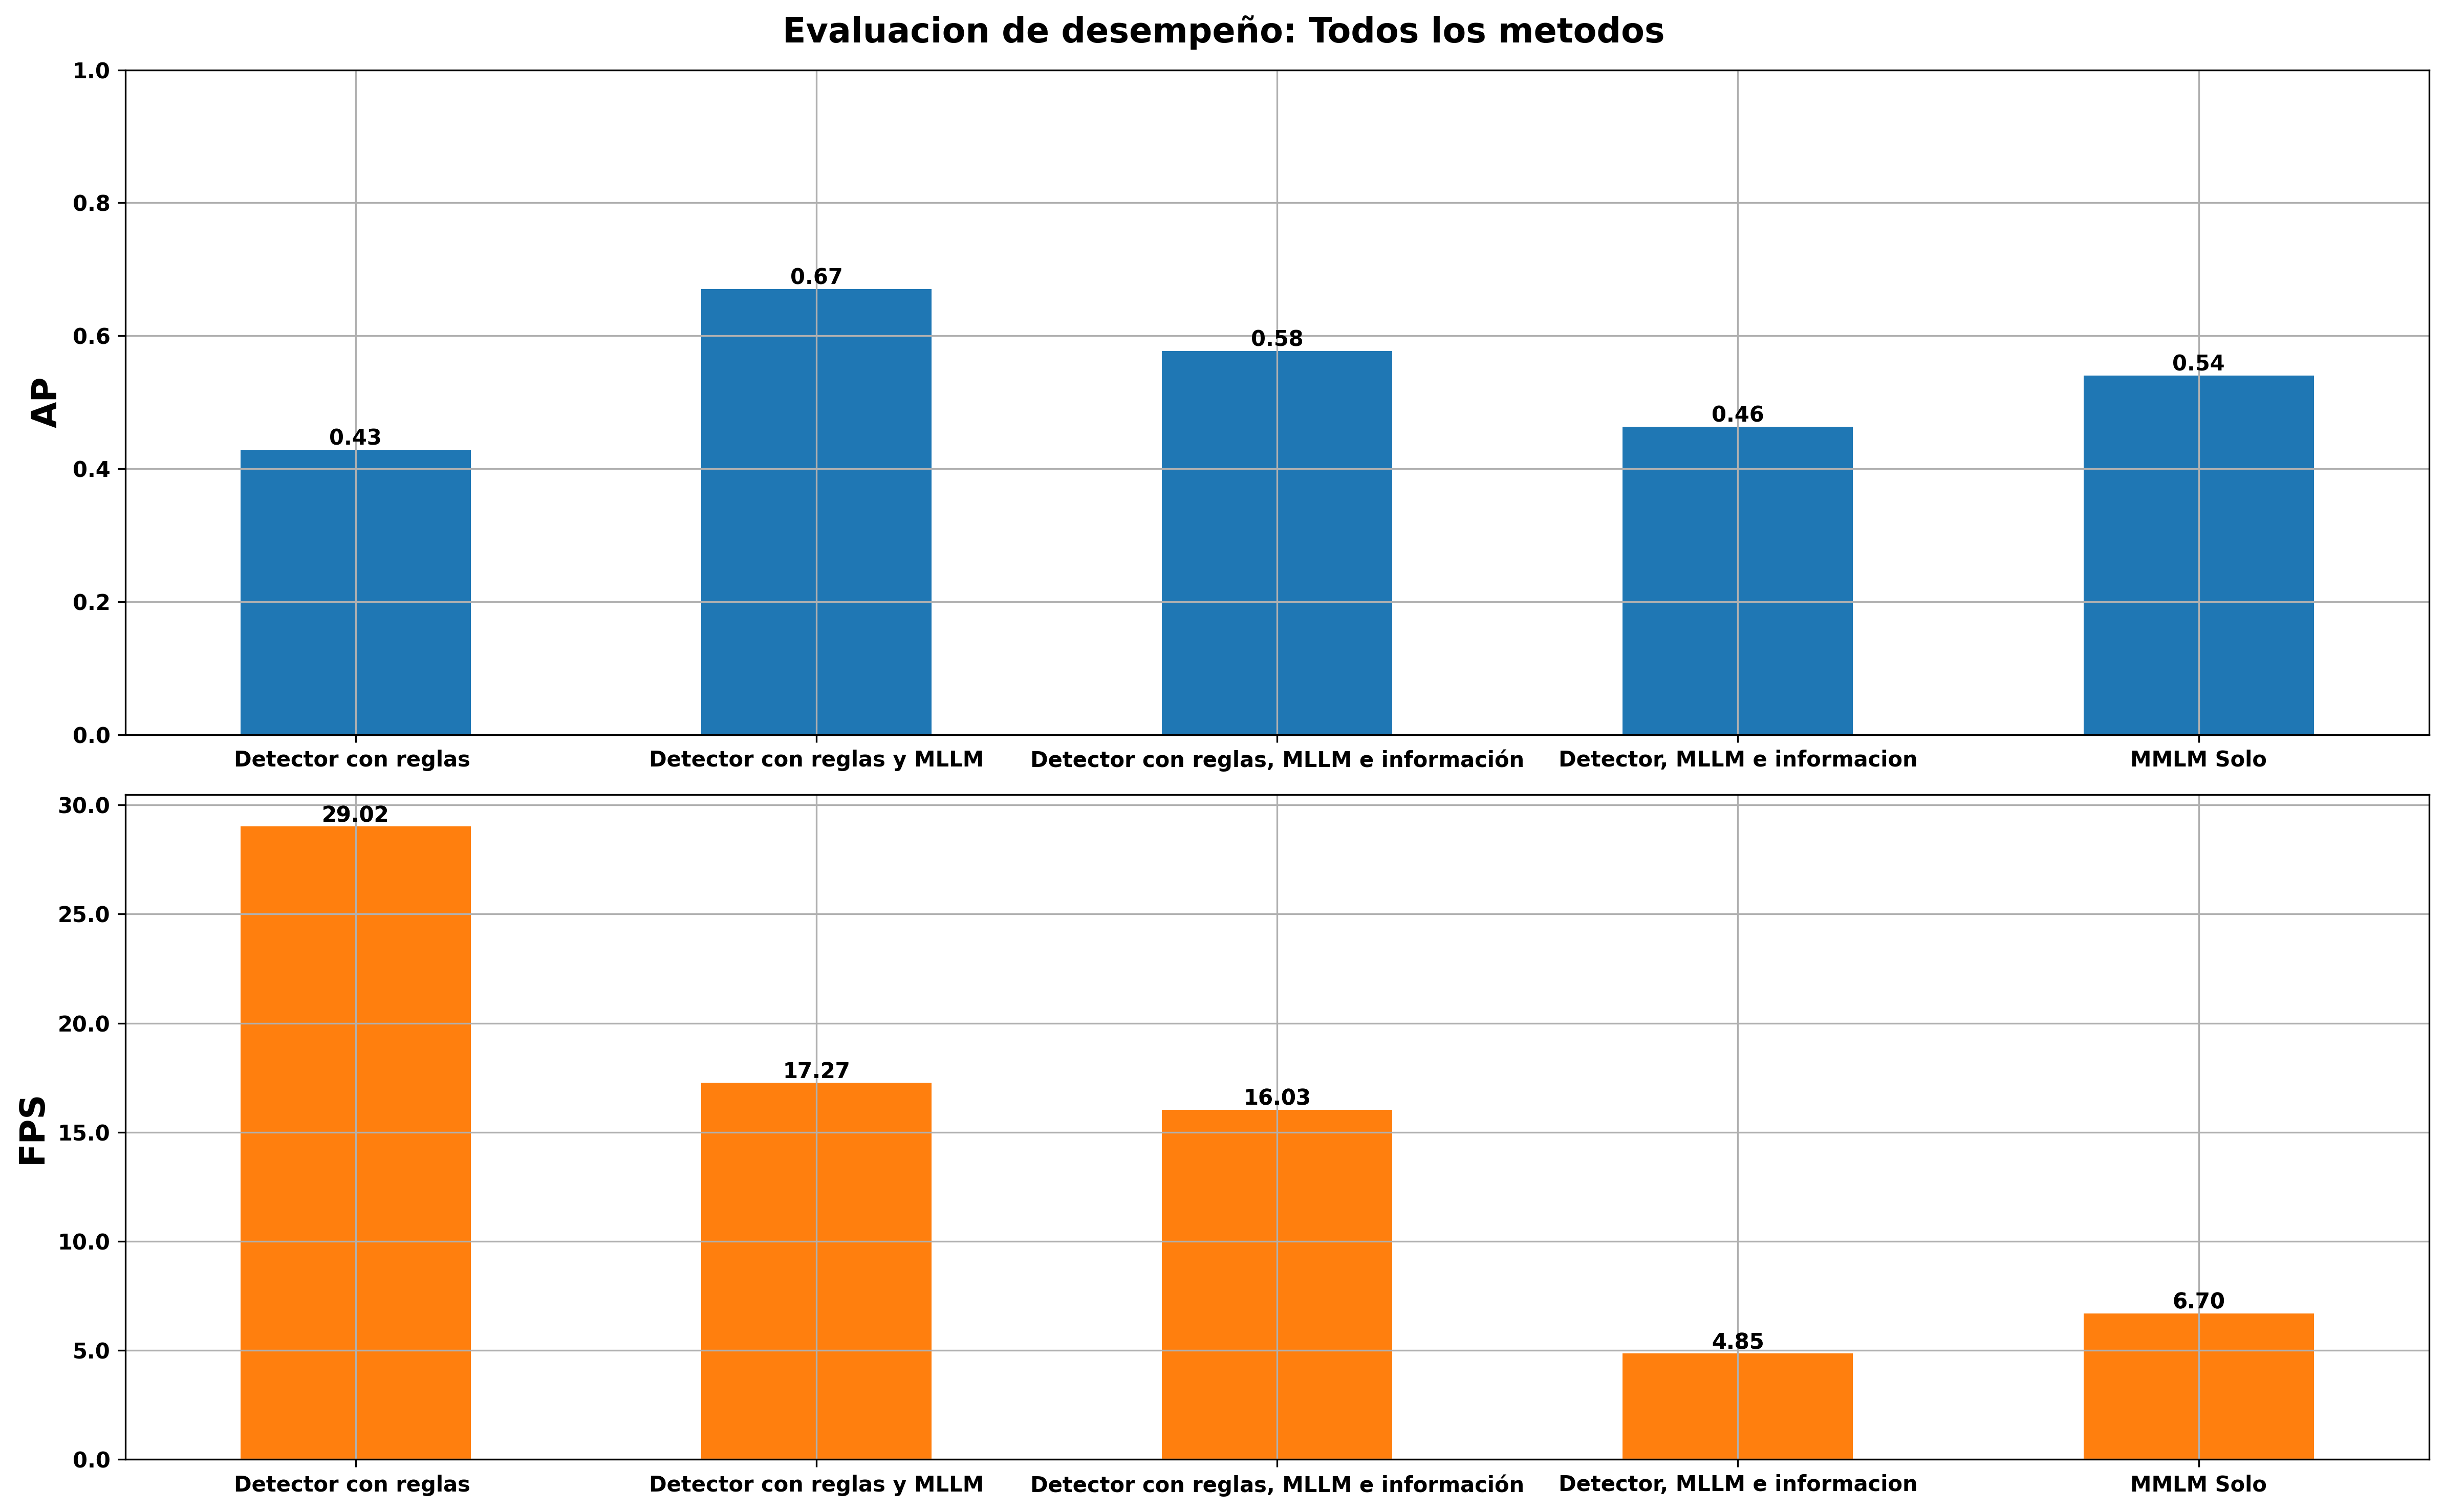 Evaluacion de desempeño: Todos los metodos
AP
1.0
0.8
0.6
0.4
0.2
0.0
0.43
0.67
0.58
0.46
0.54
Detector con reglas
Detector con reglas y MLLM
Detector con reglas, MLLM e información
Detector, MLLM e informacion
MMLM Solo
FPS
30.0
25.0
20.0
15.0
10.0
5.0
0.0
29.02
17.27
16.03
4.85
6.70
Detector con reglas
Detector con reglas y MLLM
Detector con reglas, MLLM e información
Detector, MLLM e informacion
MMLM Solo